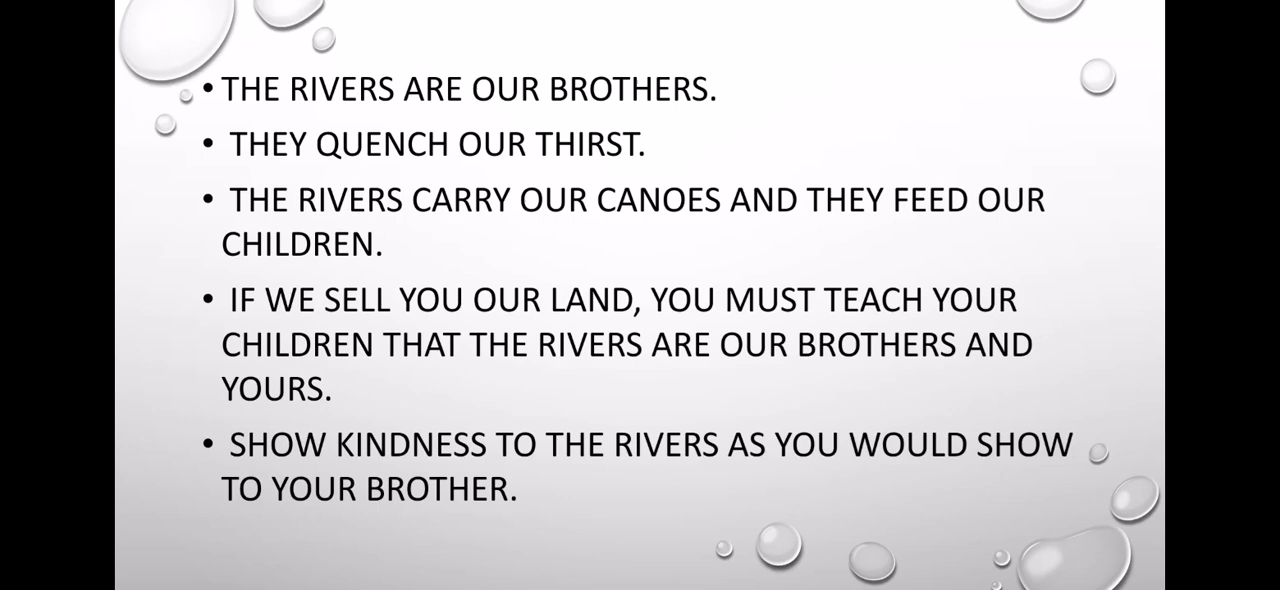 • THE RIVERS ARE OUR BROTHERS.
• THEY QUENCH OUR THIRST.
• THE RIVERS CARRY OUR CANOES AND THEY FEED OUR
CHILDREN.
• IF WE SELL YOU OUR LAND, YOU MUST TEACH YOUR
CHILDREN THAT THE RIVERS ARE OUR BROTHERS AND
YOURS.
• SHOW KINDNESS TO THE RIVERS AS YOU WOULD SHOW
TO YOUR BROTHER.